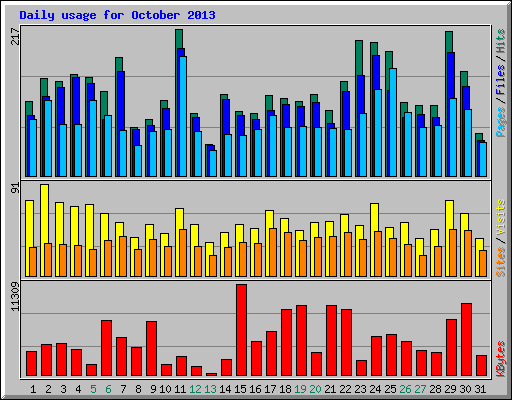 Daily usage for October 2013
217
Pages / Files / Hits
91
Sites / Visits
11309
KBytes
1 2 3 4 5 6 7 8 9 10 11 12 13 14 15 16 17 18 19 20 21 22 23 24 25 26 27 28 29 30 31